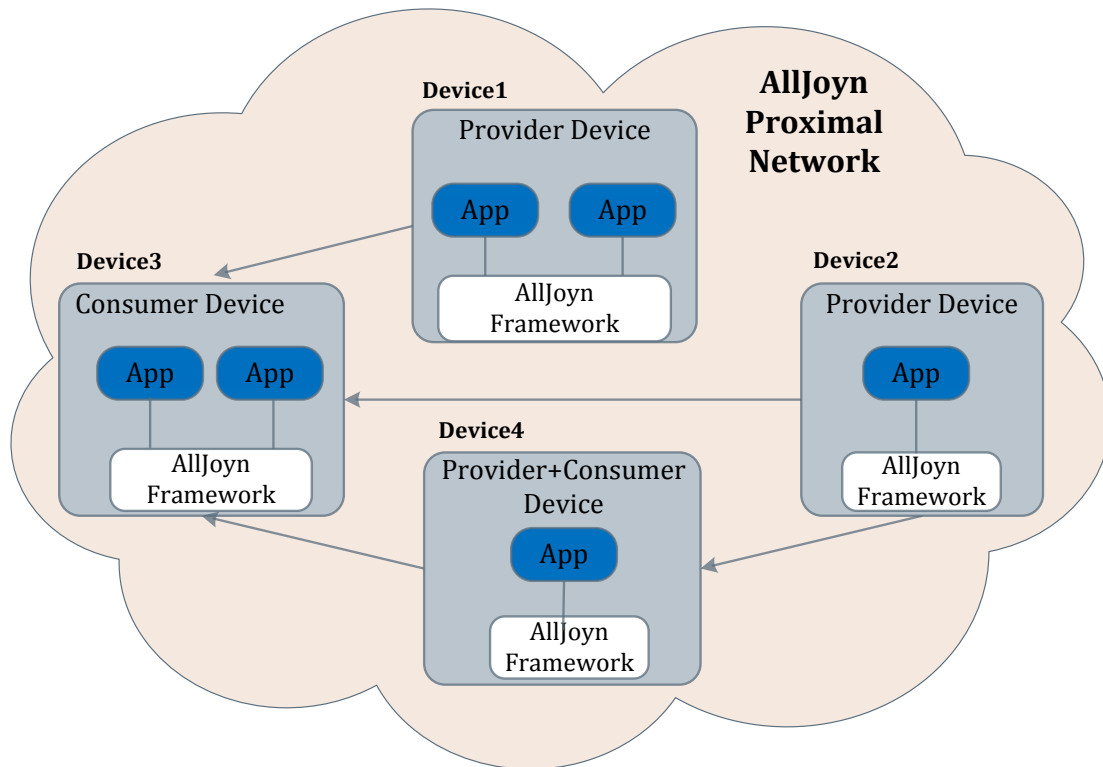 AllJoyn
Proximal
Network
Device1
Provider Device
App App
AllJoyn
Framework
Device3
Consumer Device
App App
AllJoyn
Framework
Device2
Provider Device
App
AllJoyn
Framework
Device4
Provider+Consumer
Device
App
AllJoyn
Framework